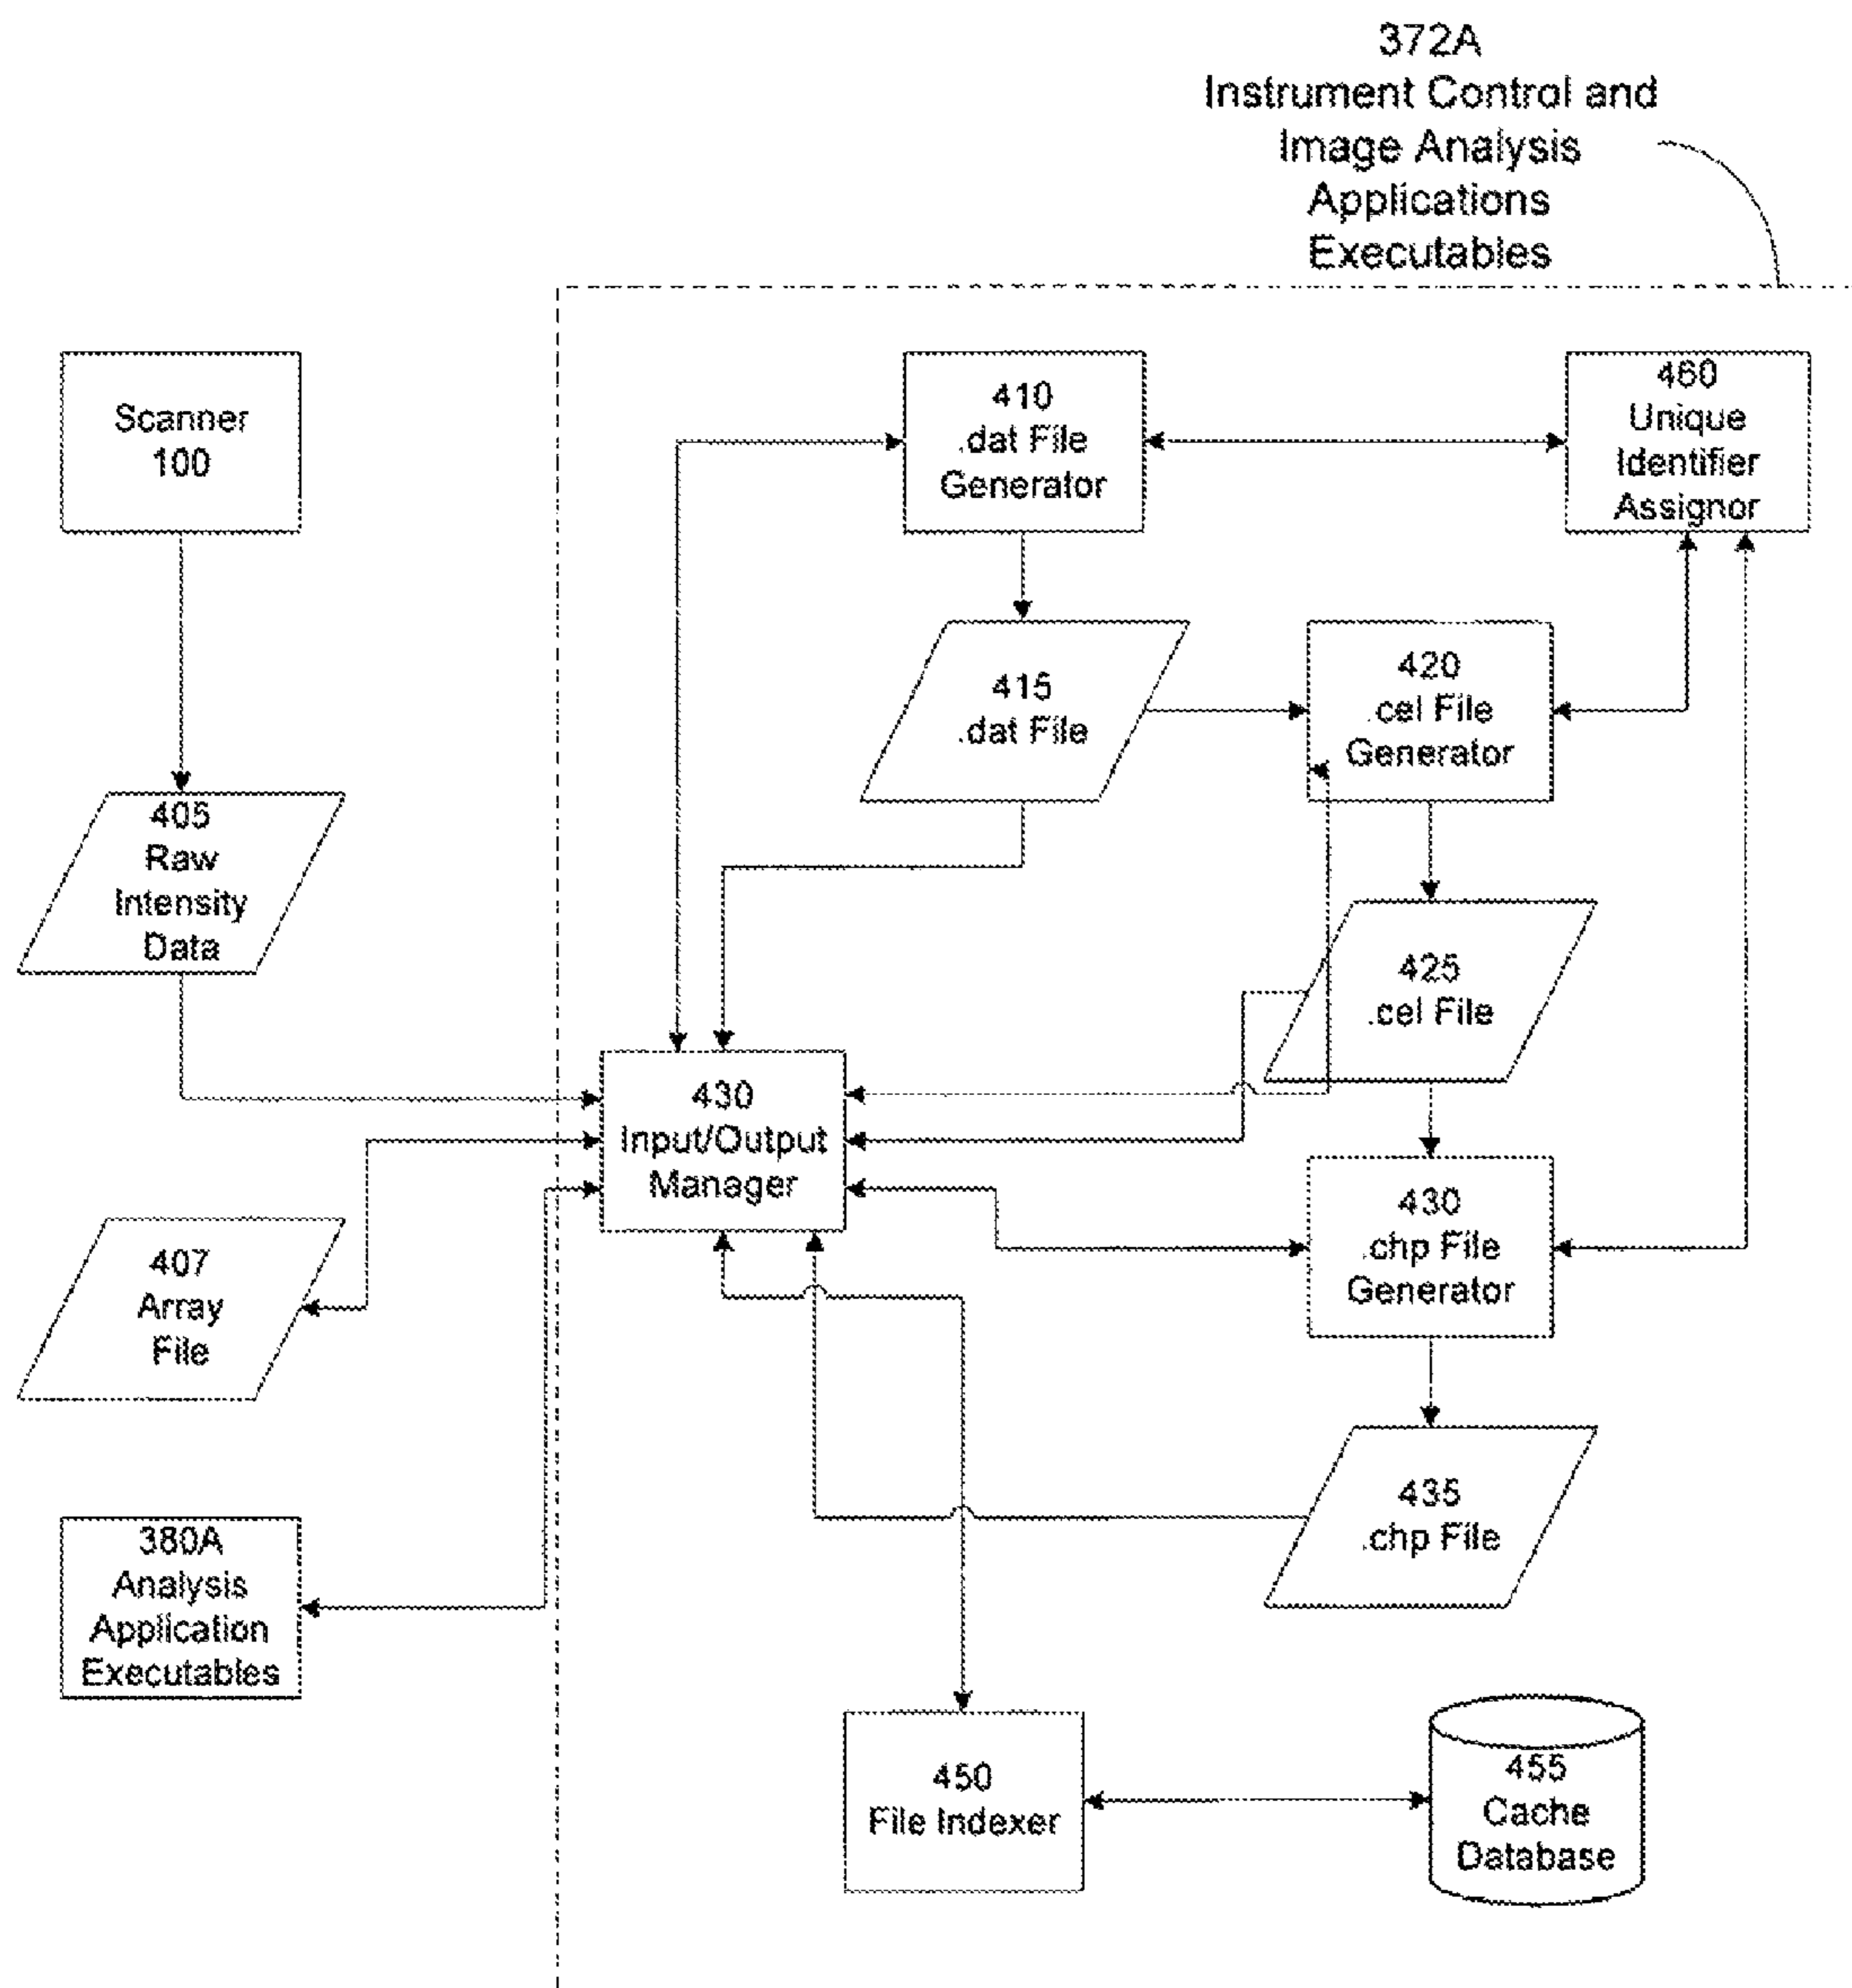 372A
Instrument Control and
Image Analysis
Applications
Executables
Scanner
100
410
.dat File
Generator
460
Unique
Identifier
Assignor
415
.dat File
420
.cel File
Generator
405
Raw
Intensity
Data
425
.cel File
430
Input/Output
Manager
407
Array
File
430
.chp File
Generator
435
.chp File
380A
Analysis
Application
Executables
450
File Indexer
455
Cache
Database